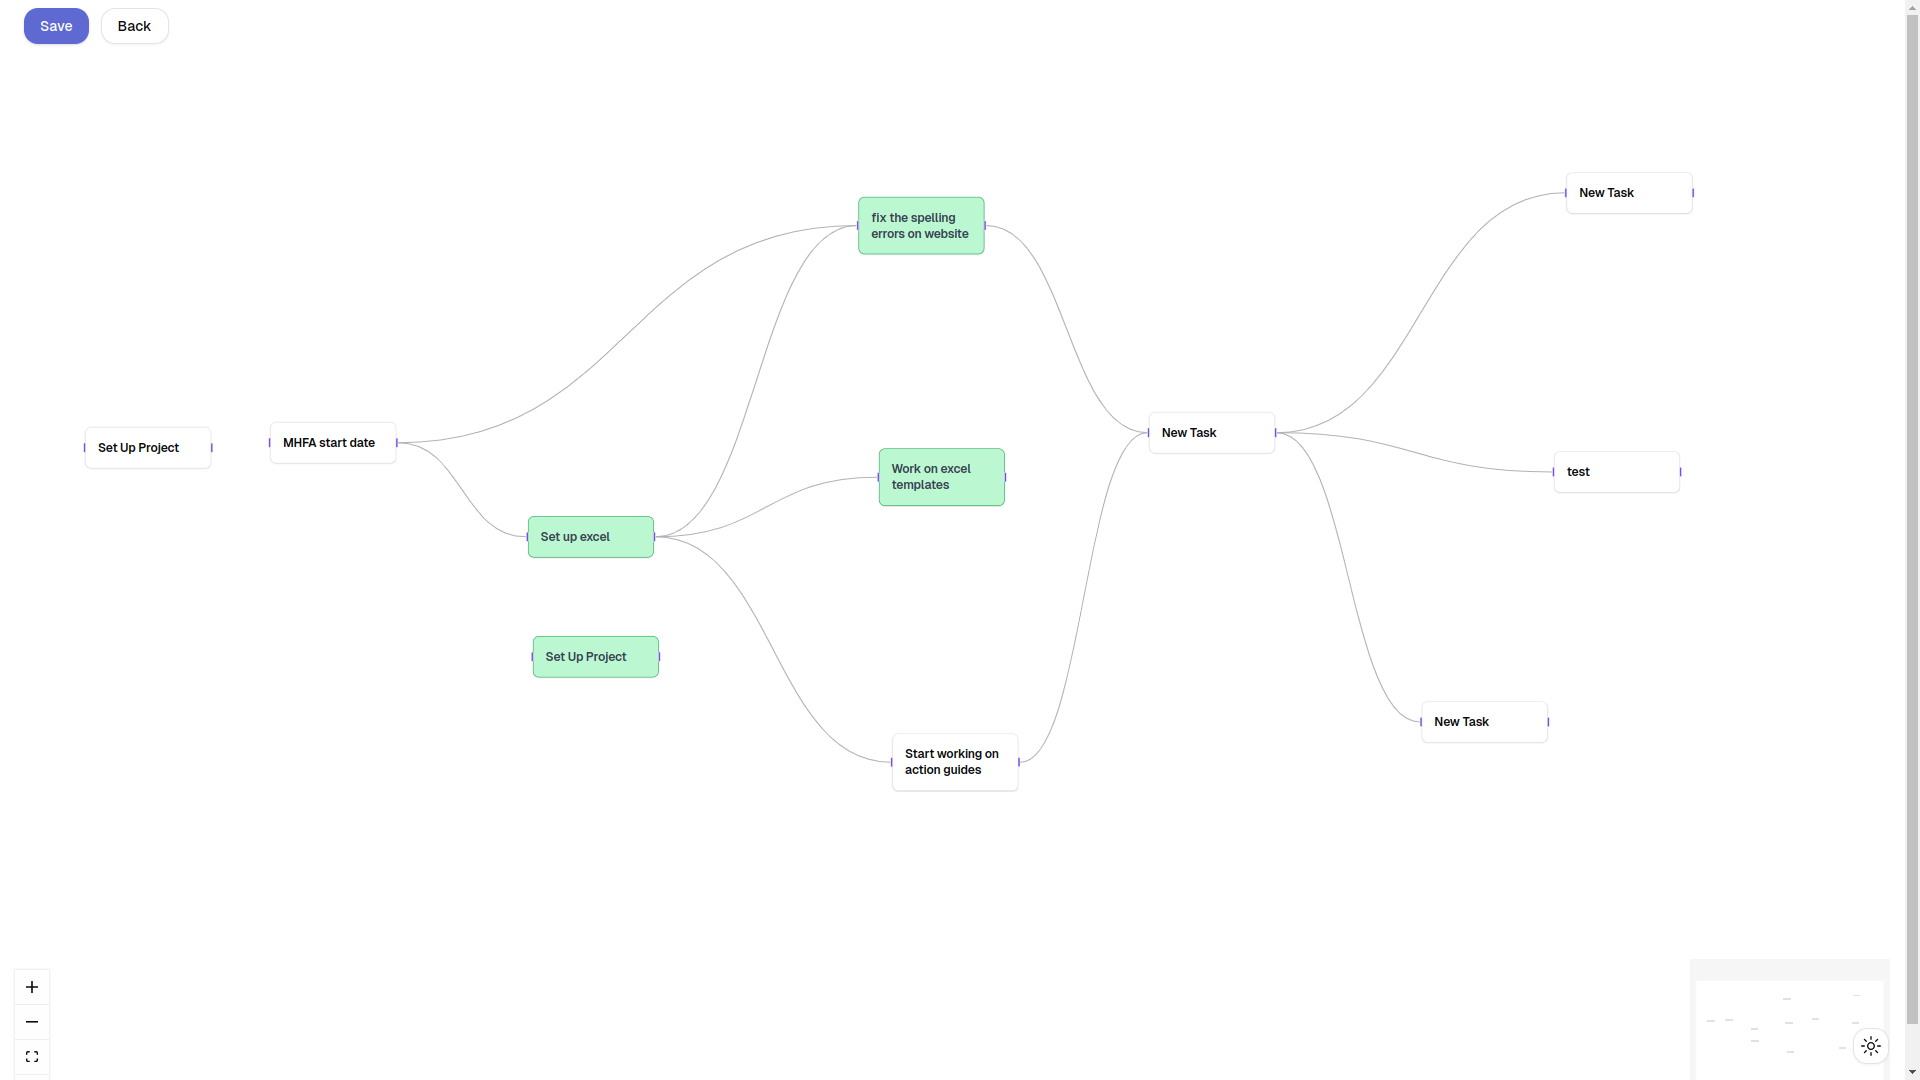 Save
Back
New Task
fix the spelling
errors on website
New Task
MHFA start date
Set Up Project
Work on excel
templates
test
Set up excel
Set Up Project
New Task
Start working on
action guides